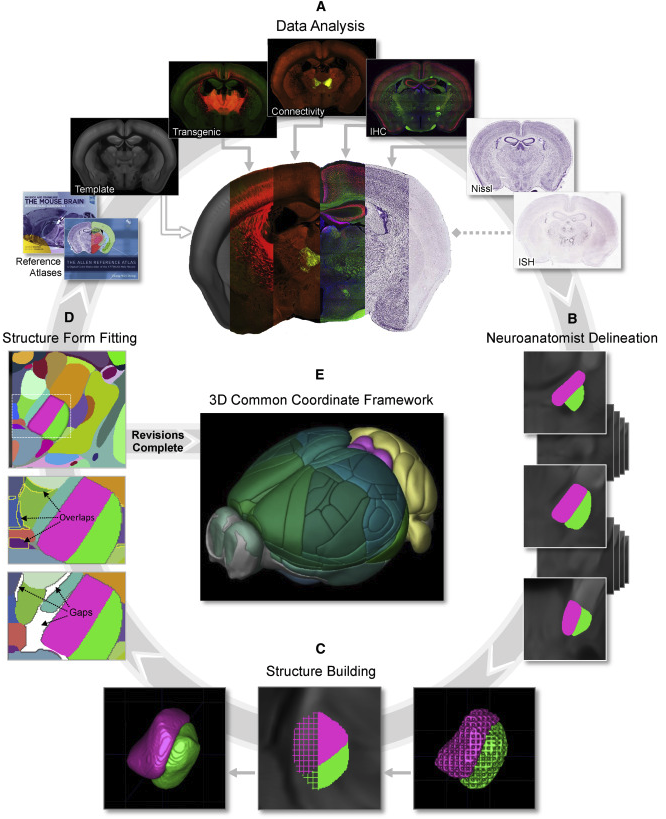 A
Data Analysis
Connectivity
Transgenic
IHC
Template
Nissl
THE MOUSE BRAIN
THE ALLEN REFERENCE ATLAS
Reference
Atlases
ISH
D
Structure Form Fitting
B
Neuroanatomist Delineation
E
3D Common Coordinate Framework
Revisions
Complete
Overlaps
Gaps
C
Structure Building